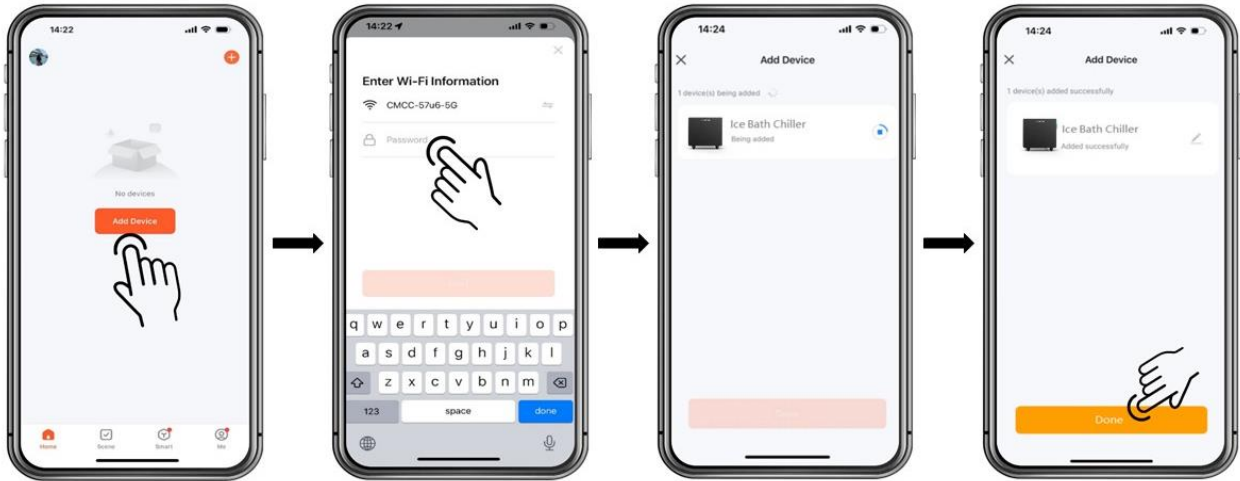 14:22
No devices
Add Device
Home
Scene
Smart
Me
14:22
Enter Wi-Fi Information
CMCC-57u6-5G
Password
q w e r t y u i o p
a s d f g h j k l
z x c v b n m
123 space done
14:24
Add Device
1 device(s) being added
Ice Bath Chiller
Being added
Done
14:24
Add Device
1 device(s) added successfully
Ice Bath Chiller
Added successfully
Done